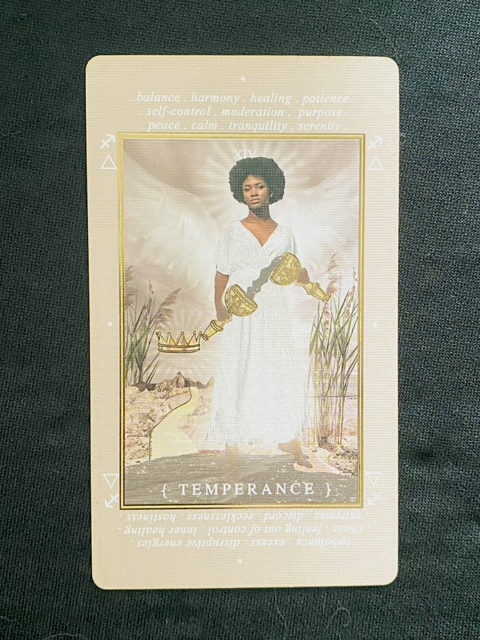 . balance . harmony . healing . patience .
self-control . moderation . purpose .
peace . calm . tranquility . serenity
XIV
{ TEMPERANCE }
extremes . discord . recklessness . hastiness
chaos . feeling out of control . inner healing .
imbalance . excess . disruptive energies .